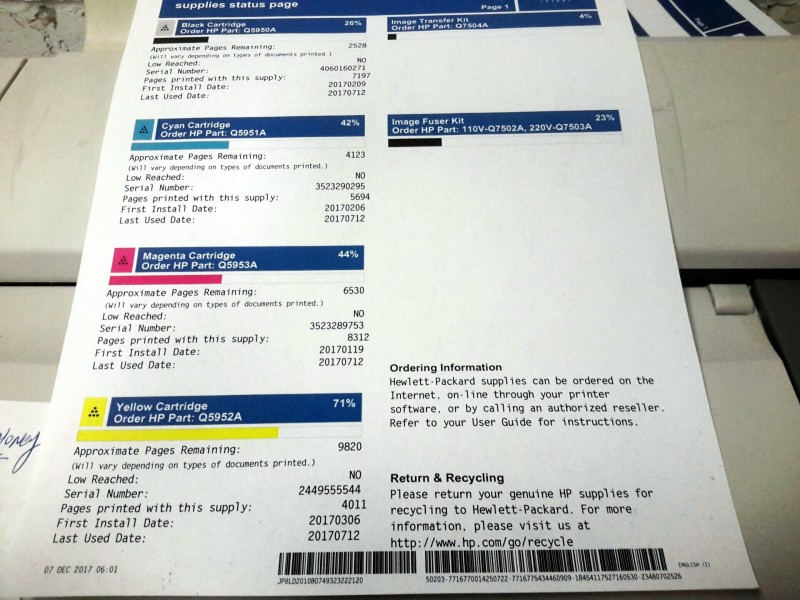 supplies status page
Page 1
Black Cartridge 26%
Order HP Part: Q5950A
Approximate Pages Remaining: 2528
(Will vary depending on types of documents printed.)
Low Reached: NO
Serial Number: 4060160271
Pages printed with this supply: 7197
First Install Date: 20170209
Last Used Date: 20170712
Cyan Cartridge 42%
Order HP Part: Q5951A
Approximate Pages Remaining: 4123
(Will vary depending on types of documents printed.)
Low Reached: NO
Serial Number: 3523290295
Pages printed with this supply: 5694
First Install Date: 20170206
Last Used Date: 20170712
Magenta Cartridge 44%
Order HP Part: Q5953A
Approximate Pages Remaining: 6530
(Will vary depending on types of documents printed.)
Low Reached: NO
Serial Number: 3523289753
Pages printed with this supply: 8312
First Install Date: 20170119
Last Used Date: 20170712
Yellow Cartridge 71%
Order HP Part: Q5952A
Approximate Pages Remaining: 9820
(Will vary depending on types of documents printed.)
Low Reached: NO
Serial Number: 2449555544
Pages printed with this supply: 4011
First Install Date: 20170306
Last Used Date: 20170712
Image Transfer Kit 4%
Order HP Part: Q7504A
Image Fuser Kit 23%
Order HP Part: 110V-Q7502A, 220V-Q7503A
Ordering Information
Hewlett-Packard supplies can be ordered on the
Internet, on-line through your printer
software, or by calling an authorized reseller.
Refer to your User Guide for instructions.
Return & Recycling
Please return your genuine HP supplies for
recycling to Hewlett-Packard. For more
information, please visit us at
http://www.hp.com/go/recycle
07 DEC 2017 06:01
JPBLD201080749323222120
50203-7716770014250722-7716775434460909-1B454117527160530-23480702526
ENGLISH (1)
Page 1